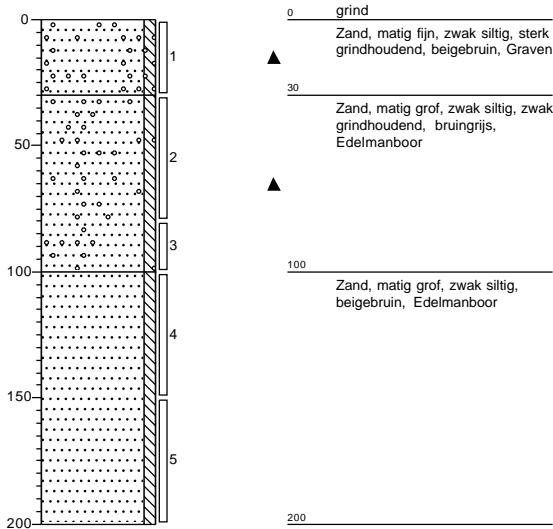 0
50
100
150
200
1
2
3
4
5
0
grind
Zand, matig fijn, zwak siltig, sterk
grindhoudend, beigebruin, Graven
30
Zand, matig grof, zwak siltig, zwak
grindhoudend, bruingrijs,
Edelmanboor
100
Zand, matig grof, zwak siltig,
beigebruin, Edelmanboor
200